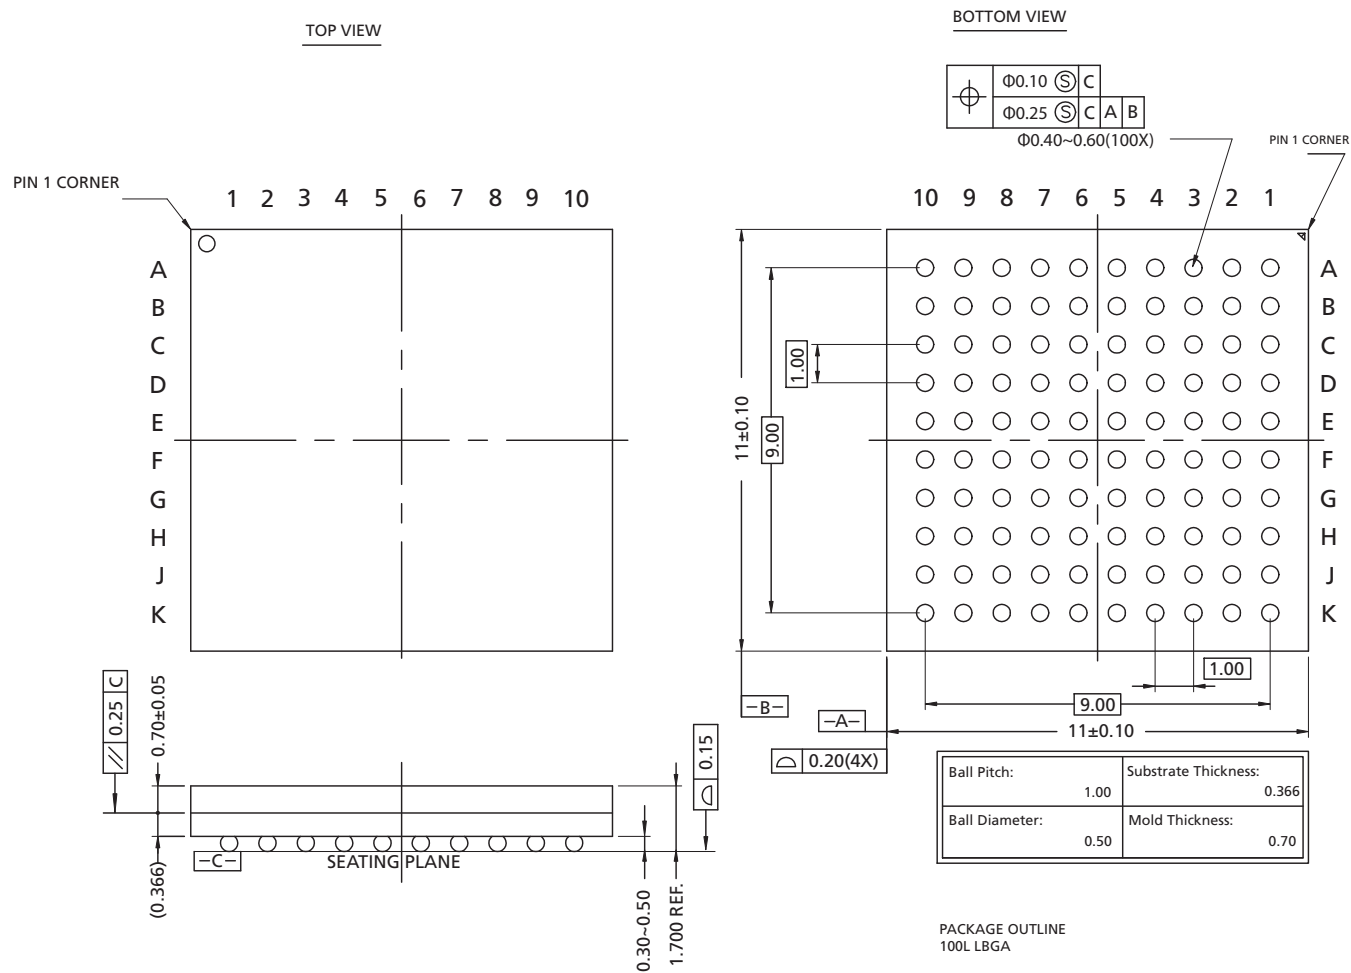 TOP VIEW
BOTTOM VIEW
Φ0.10 Ⓢ C
Φ0.25 Ⓢ C A B
Φ0.40~0.60(100X)
PIN 1 CORNER
PIN 1 CORNER
1 2 3 4 5 6 7 8 9 10
A
B
C
D
E
F
G
H
J
K
10 9 8 7 6 5 4 3 2 1
A
B
C
D
E
F
G
H
J
K
1.00
9.00
11±0.10
1.00
9.00
11±0.10
-B-
-A-
⌓ 0.20(4X)
// 0.25 C
0.70±0.05
(0.366)
-C-
SEATING PLANE
⌓ 0.15
0.30~0.50
1.700 REF.
Ball Pitch: 1.00
Substrate Thickness: 0.366
Ball Diameter: 0.50
Mold Thickness: 0.70
PACKAGE OUTLINE
100L LBGA